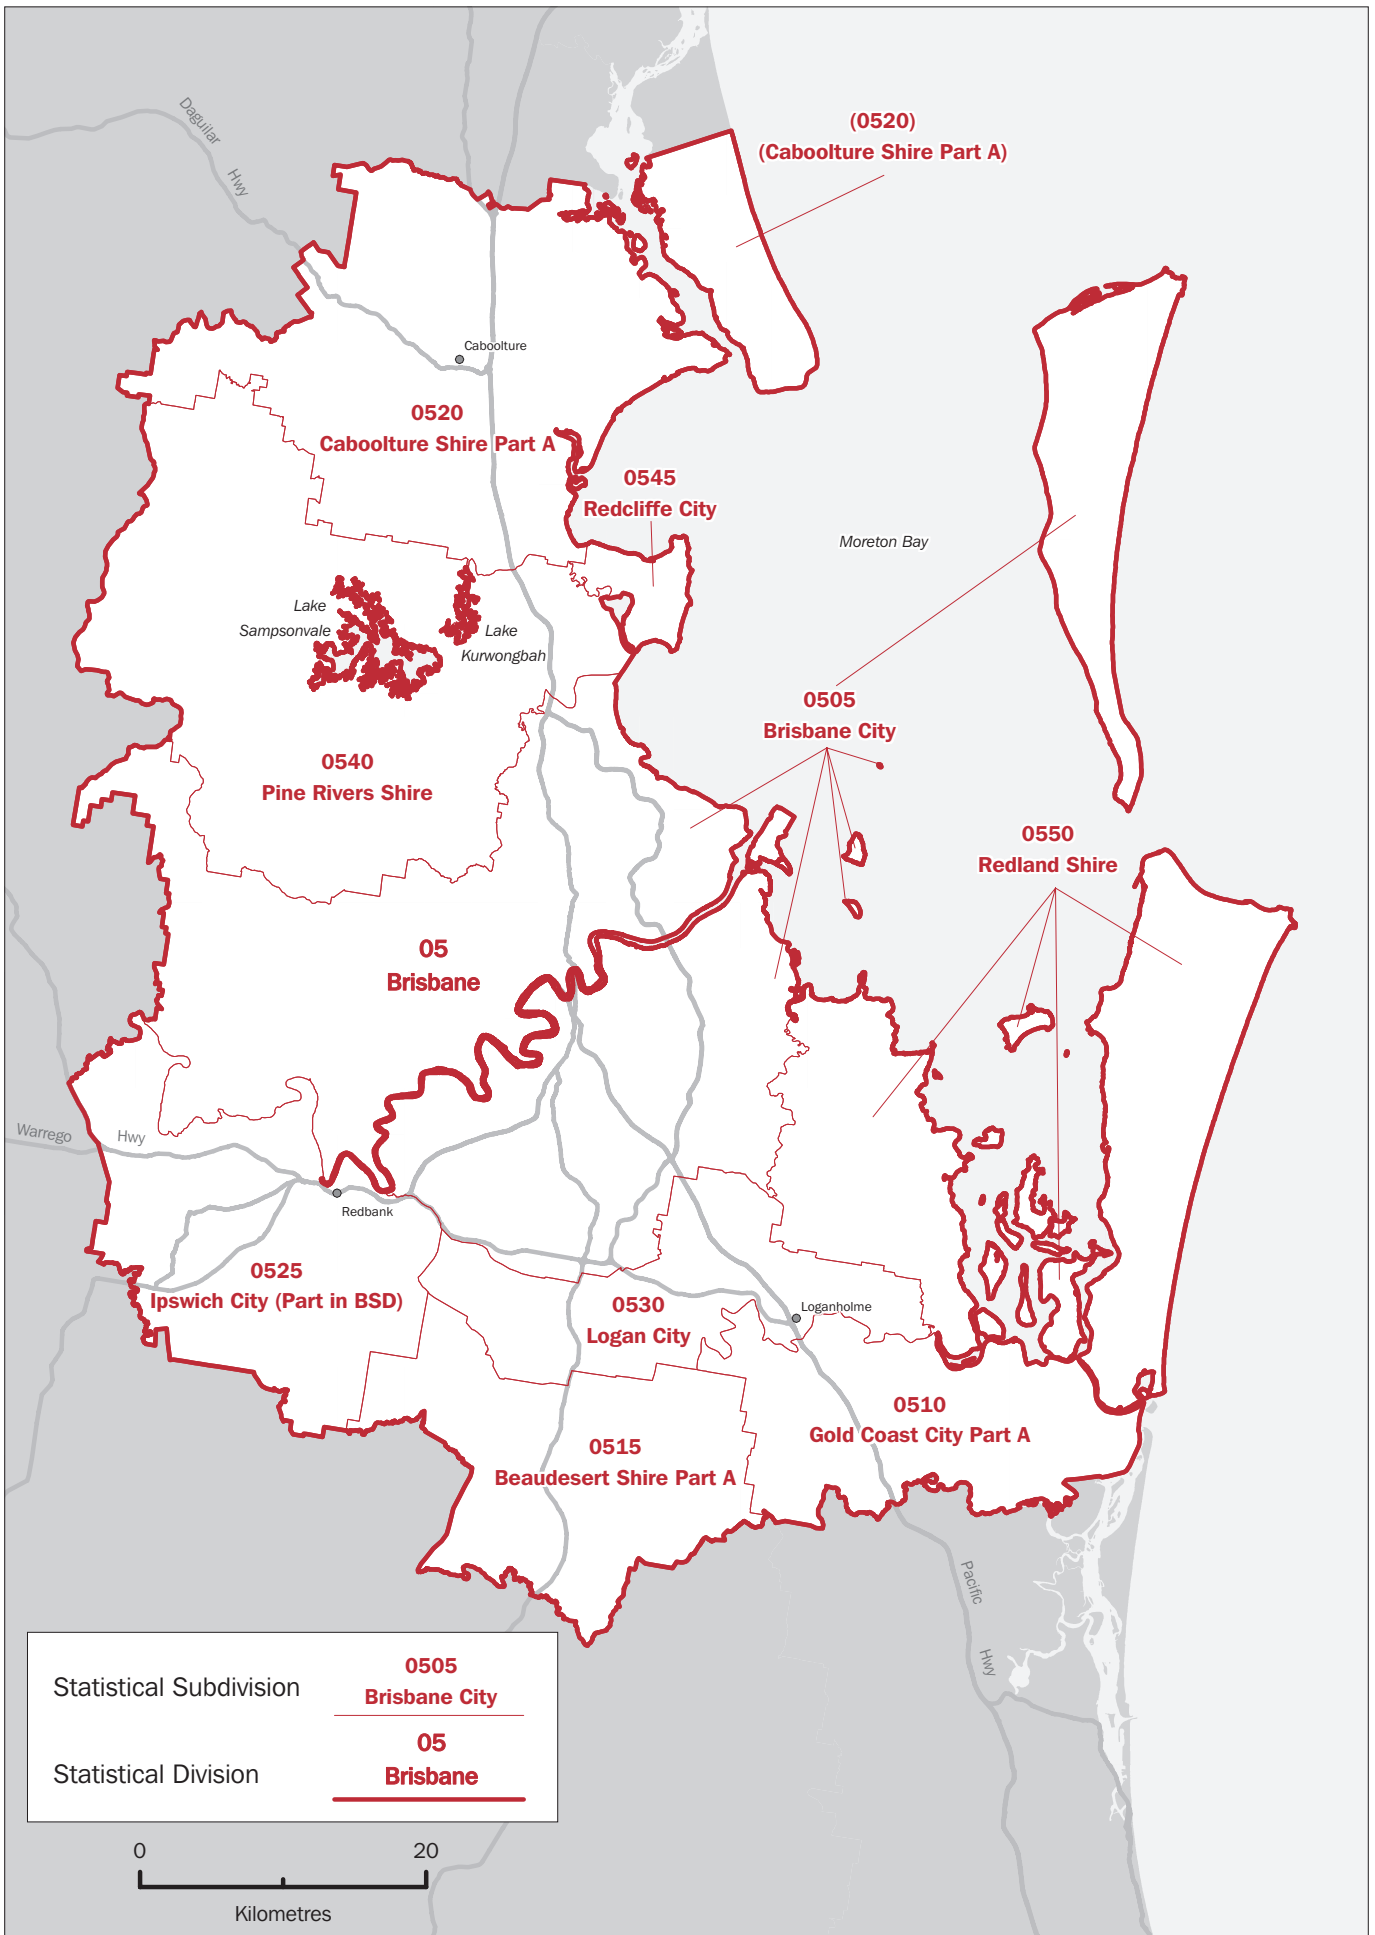 Daguilar
Hwy
(0520)
(Caboolture Shire Part A)
Caboolture
0520
Caboolture Shire Part A
0545
Redcliffe City
Moreton Bay
Lake
Sampsonvale
Lake
Kurwongbah
0505
Brisbane City
0540
Pine Rivers Shire
0550
Redland Shire
05
Brisbane
Warrego
Hwy
Redbank
0525
Ipswich City (Part in BSD)
0530
Logan City
Loganholme
0510
Gold Coast City Part A
0515
Beaudesert Shire Part A
Pacific
Hwy
Statistical Subdivision
0505
Brisbane City
Statistical Division
05
Brisbane
0 20
Kilometres